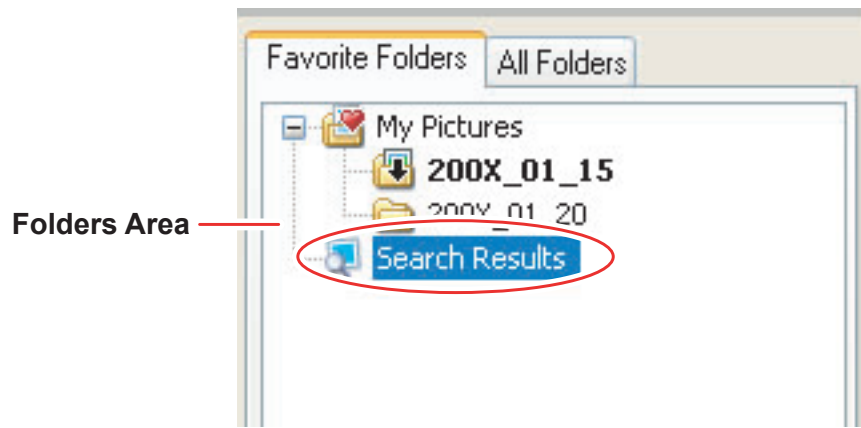 Favorite Folders All Folders
My Pictures
200X_01_15
200X_01_20
Folders Area
Search Results